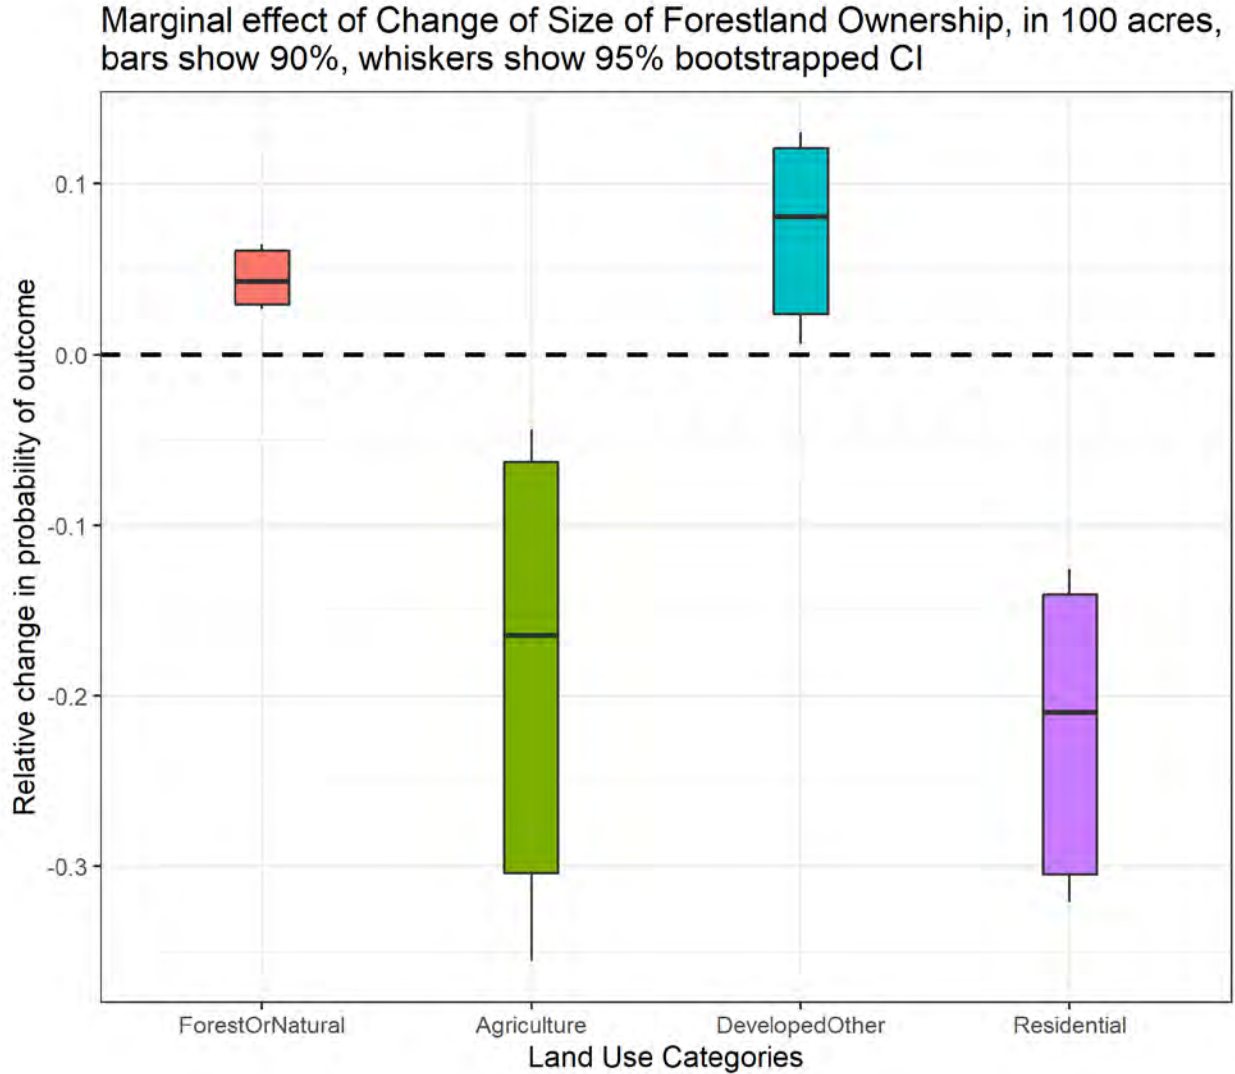 Marginal effect of Change of Size of Forestland Ownership, in 100 acres,
bars show 90%, whiskers show 95% bootstrapped CI
Relative change in probability of outcome
0.1
0.0
-0.1
-0.2
-0.3
ForestOrNatural Agriculture DevelopedOther Residential
Land Use Categories